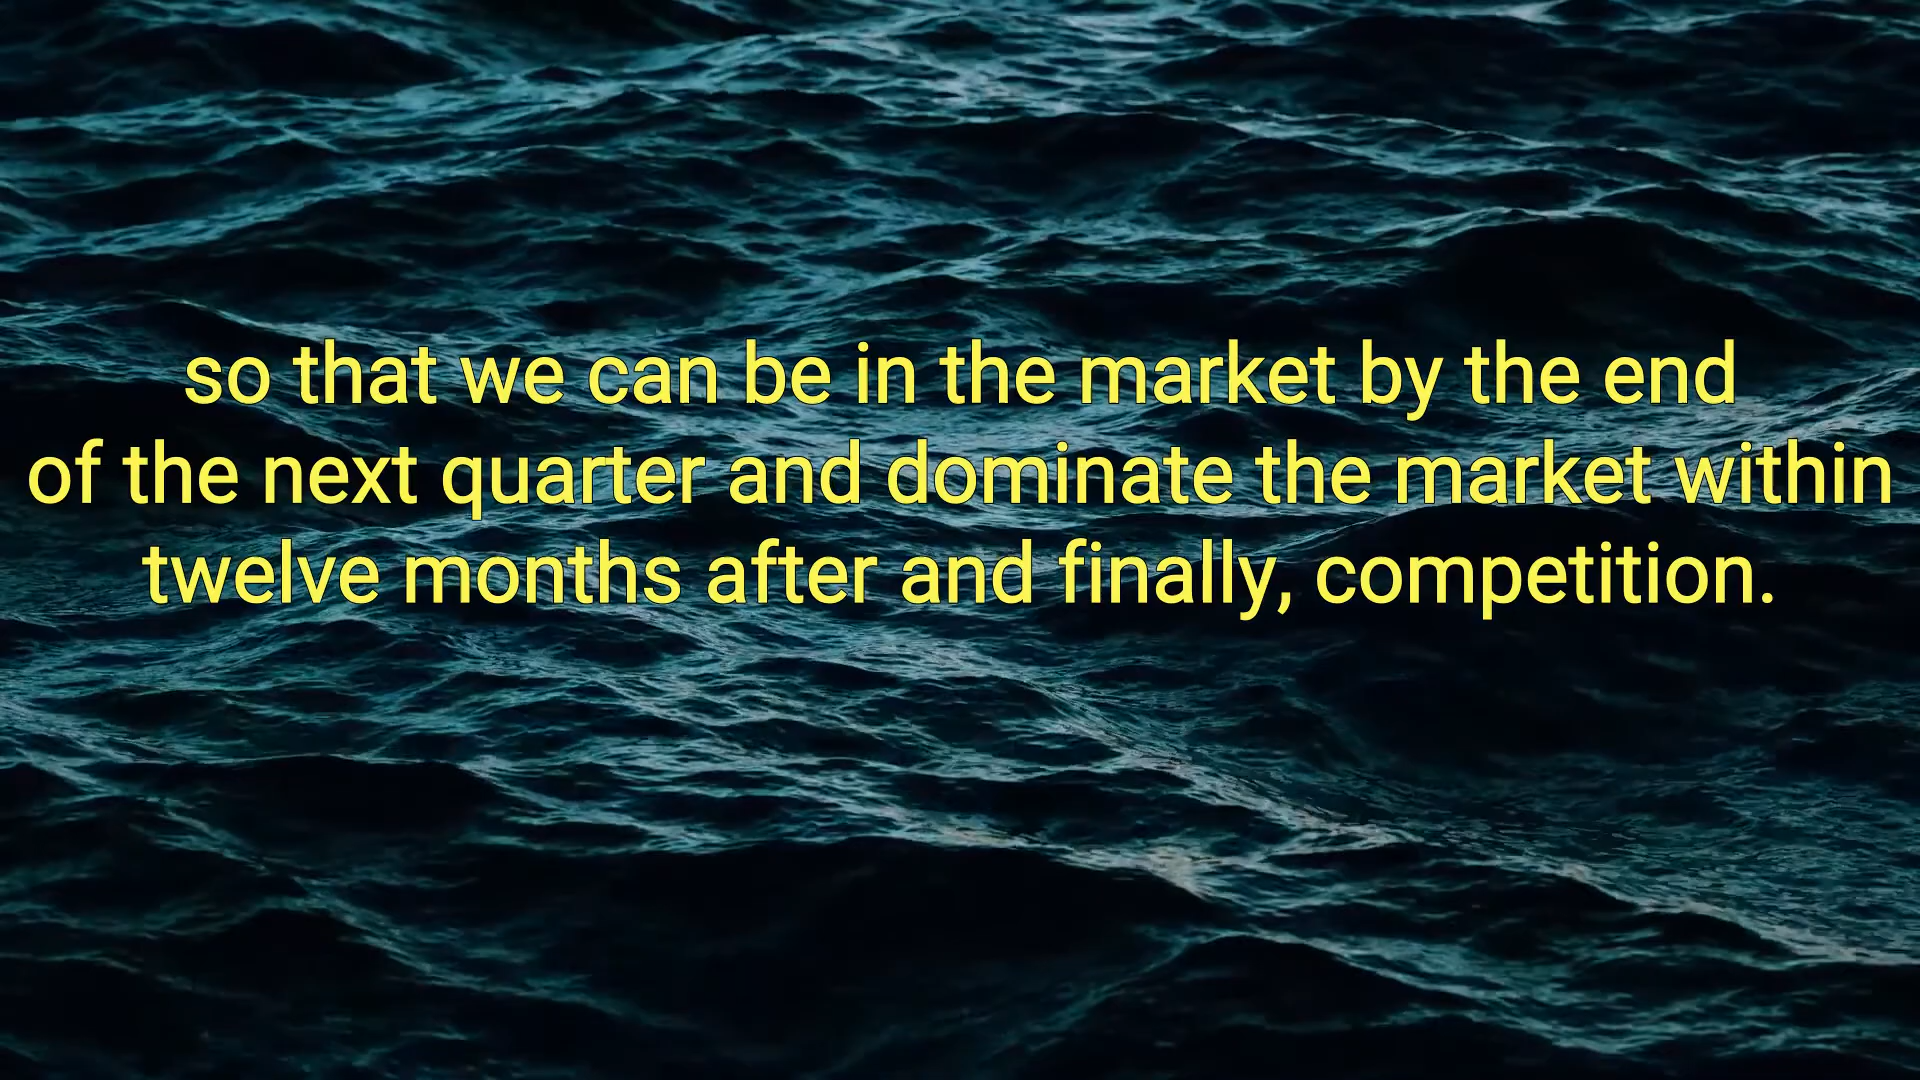 so that we can be in the market by the end
of the next quarter and dominate the market within
twelve months after and finally, competition.